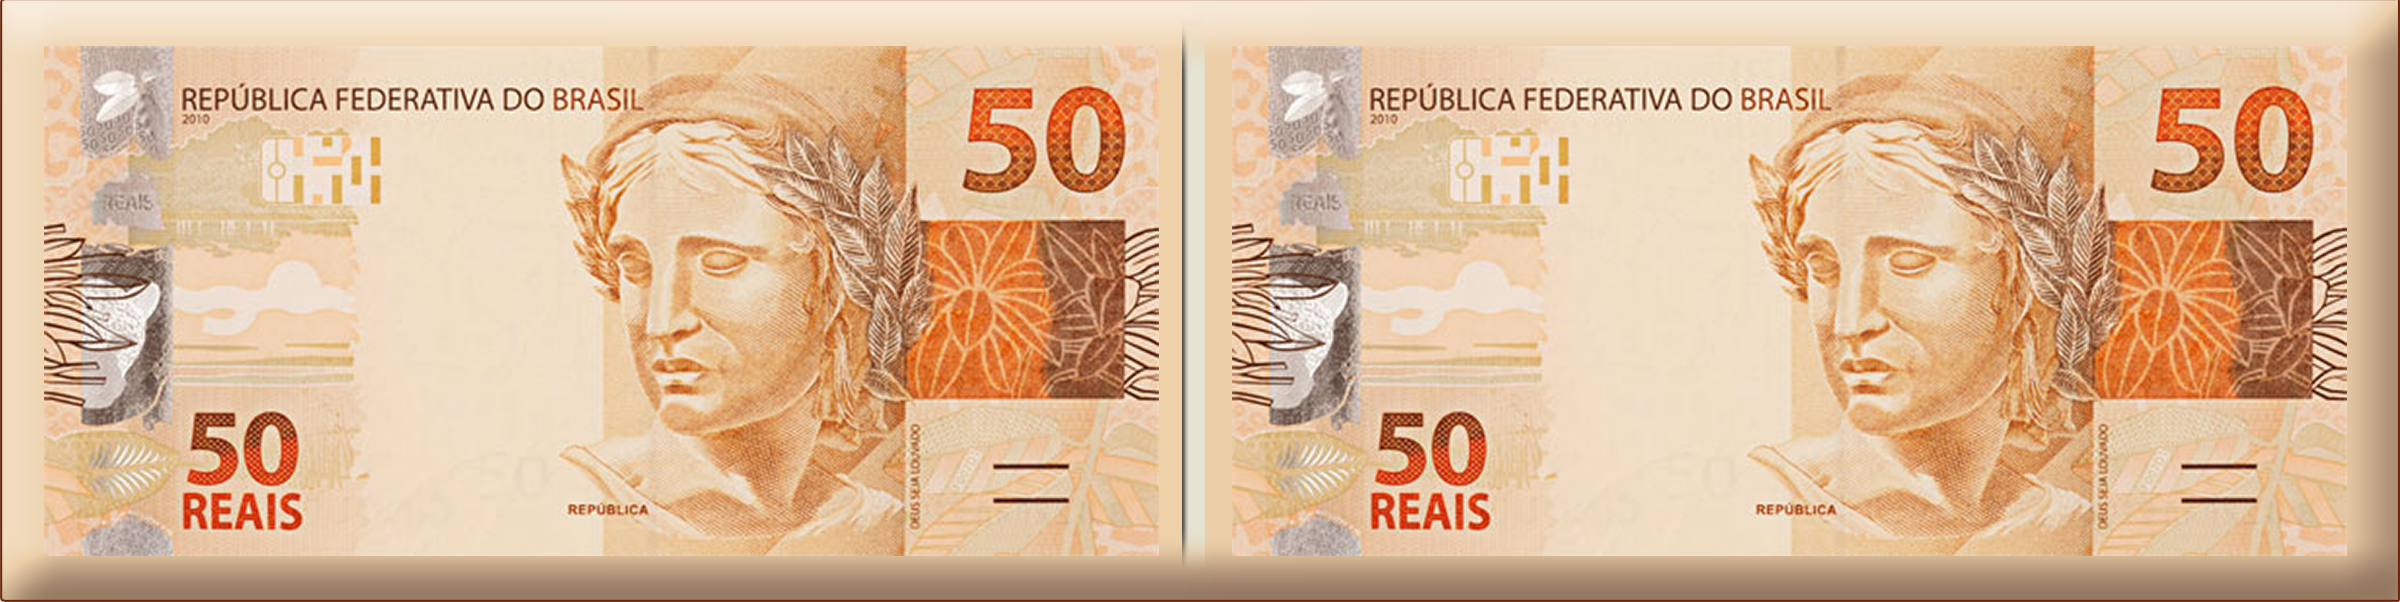 REPÚBLICA FEDERATIVA DO BRASIL
2010
50
REAIS
50
REAIS
REPÚBLICA
DEUS SEJA LOUVADO
REPÚBLICA FEDERATIVA DO BRASIL
2010
50
REAIS
50
REAIS
REPÚBLICA
DEUS SEJA LOUVADO